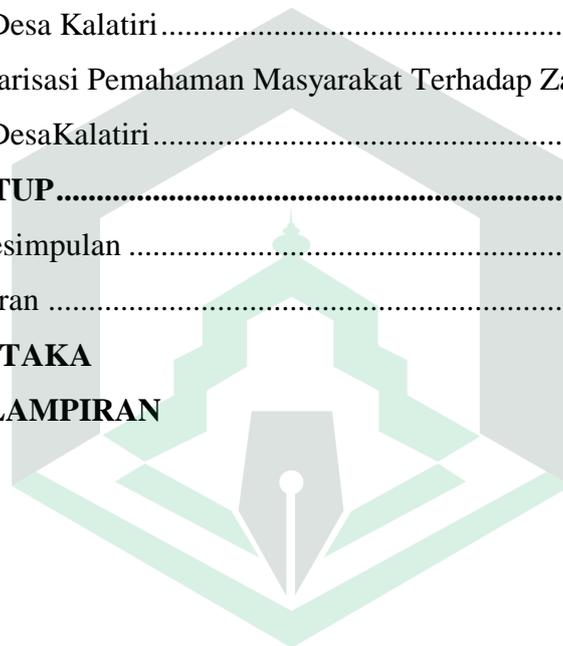 Desa Kalatiri......................................................
arisasi Pemahaman Masyarakat Terhadap Za
DesaKalatiri......................................................
TUP......................................................
esimpulan ......................................................
ran ......................................................
TAKA
LAMPIRAN